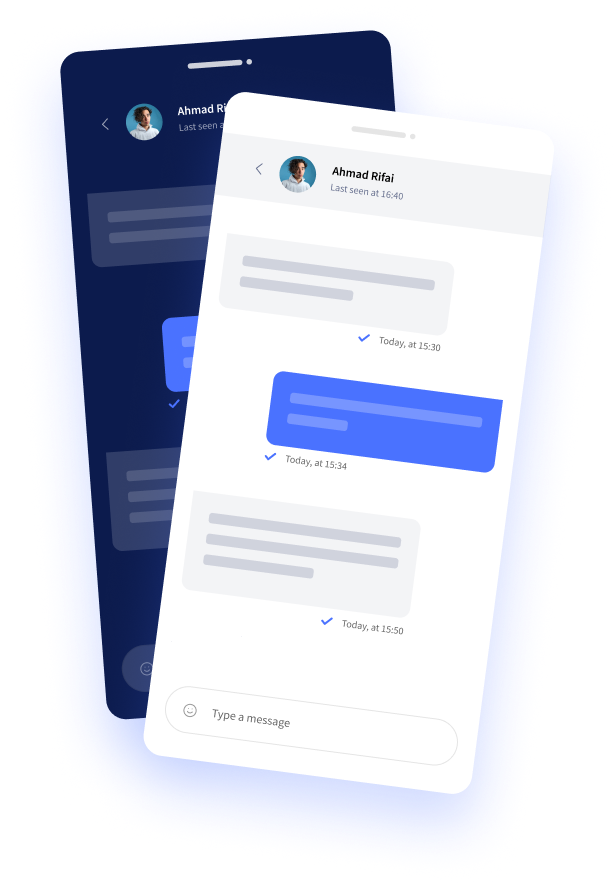 Ahmad
Last seen
Ahmad Rifai
Last seen at 16:40
Today, at 15:30
Today, at 15:34
Today, at 15:50
Type a message